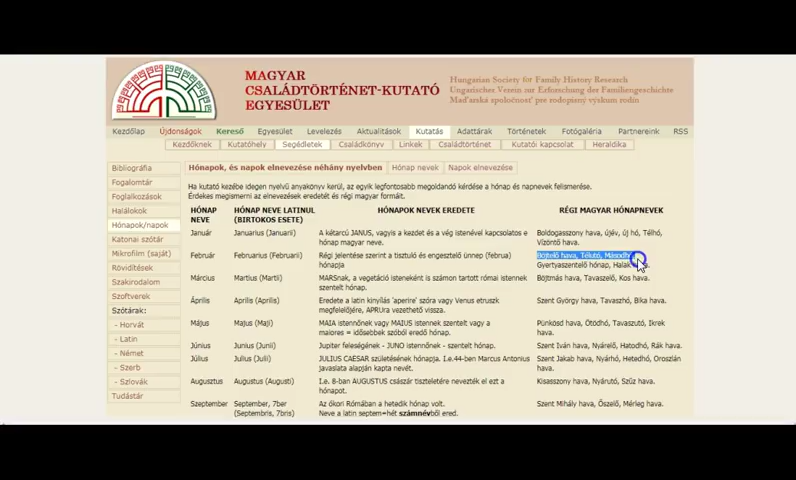 MAGYAR
CSALÁDTÖRTÉNET-KUTATÓ
EGYESÜLET
Hungarian Society for Family History Research
Ungarischer Verein zur Erforschung der Familiengeschichte
Maďarská spoločnosť pre rodopisný výskum rodín
Kezdőlap Újdonságok Kereső Egyesület Levelezés Aktualitások Kutatás Adattárak Történetek Fotógaléria Partnereink RSS
Kezdőknek Kutatóhely Segédletek Családkönyv Linkek Családtörténet Kutatói kapcsolat Heraldika
Bibliográfia
Fogalomtár
Foglalkozások
Halálokok
Hónapok/napok
Katonai szótár
Mikrofilm (saját)
Rövidítések
Szakirodalom
Szoftverek
Szótárak:
- Horvát
- Latin
- Német
- Szerb
- Szlovák
Tudástár
Hónapok, és napok elnevezése néhány nyelvben Hónap nevek Napok elnevezése
Ha kutató kezébe idegen nyelvű anyakönyv kerül, az egyik legfontosabb megoldandó kérdése a hónap és napnevek felismerése.
Érdekes megismerni az elnevezések eredetét és régi magyar formáit.
HÓNAP NEVE HÓNAP NEVE LATINUL (BIRTOKOS ESETE) HÓNAPOK NEVEK EREDETE RÉGI MAGYAR HÓNAPNEVEK
Január Januarius (Januarii) A kétarcú JANUS, vagyis a kezdet és a vég istenével kapcsolatos e Boldogasszony hava, újév, új hó, Télhó,
hónap magyar neve. Vízöntő hava.
Február Februarius (Februarii) Régi jelentése szerint a tisztuló és engesztelő ünnep (februa) Böjtelő hava, Télutó,
hónapja Gyertyaszentelő hónap,
Március Martius (Martii) MARSnak, a vegetáció isteneként is számon tartott római istennek Böjtmás hava, Tavaszelő, Kos hava.
szentelt hónap.
Április Aprilis (Aprilis) Eredete a latin kinyílás 'aperire' szóra vagy Venus etruszk Szent György hava, Tavaszhó, Bika hava.
megfelelőjére, APRUra vezethető vissza.
Május Majus (Maji) MAIA istennőnek vagy MAIUS istennek szentelt vagy a Pünkösd hava, Ötödhó, Tavaszutó, Ikrek
maiores = idősebbek szóból eredő hónap. hava.
Június Junius (Junii) Jupiter feleségének - JUNO istennőnek - szentelt hónap. Szent Iván hava, Nyárelő, Hatodhó, Rák hava.
Július Julius (Julii) JULIUS CAESAR születésének hónapja. I.e.44-ben Marcus Antonius Szent Jakab hava, Nyárhó, Hetedhó, Oroszlán
javaslata alapján kapta nevét. hava.
Augusztus Augustus (Augusti) I.e. 8-ban AUGUSTUS császár tiszteletére nevezték el ezt a Kisasszony hava, Nyárutó, Szűz hava.
hónapot.
Szeptember September, 7ber Az ókori Rómában a hetedik hónap volt. Szent Mihály hava, Őszelő, Mérleg hava.
(Septembris, 7bris) Neve a latin septem=hét számnévből ered.